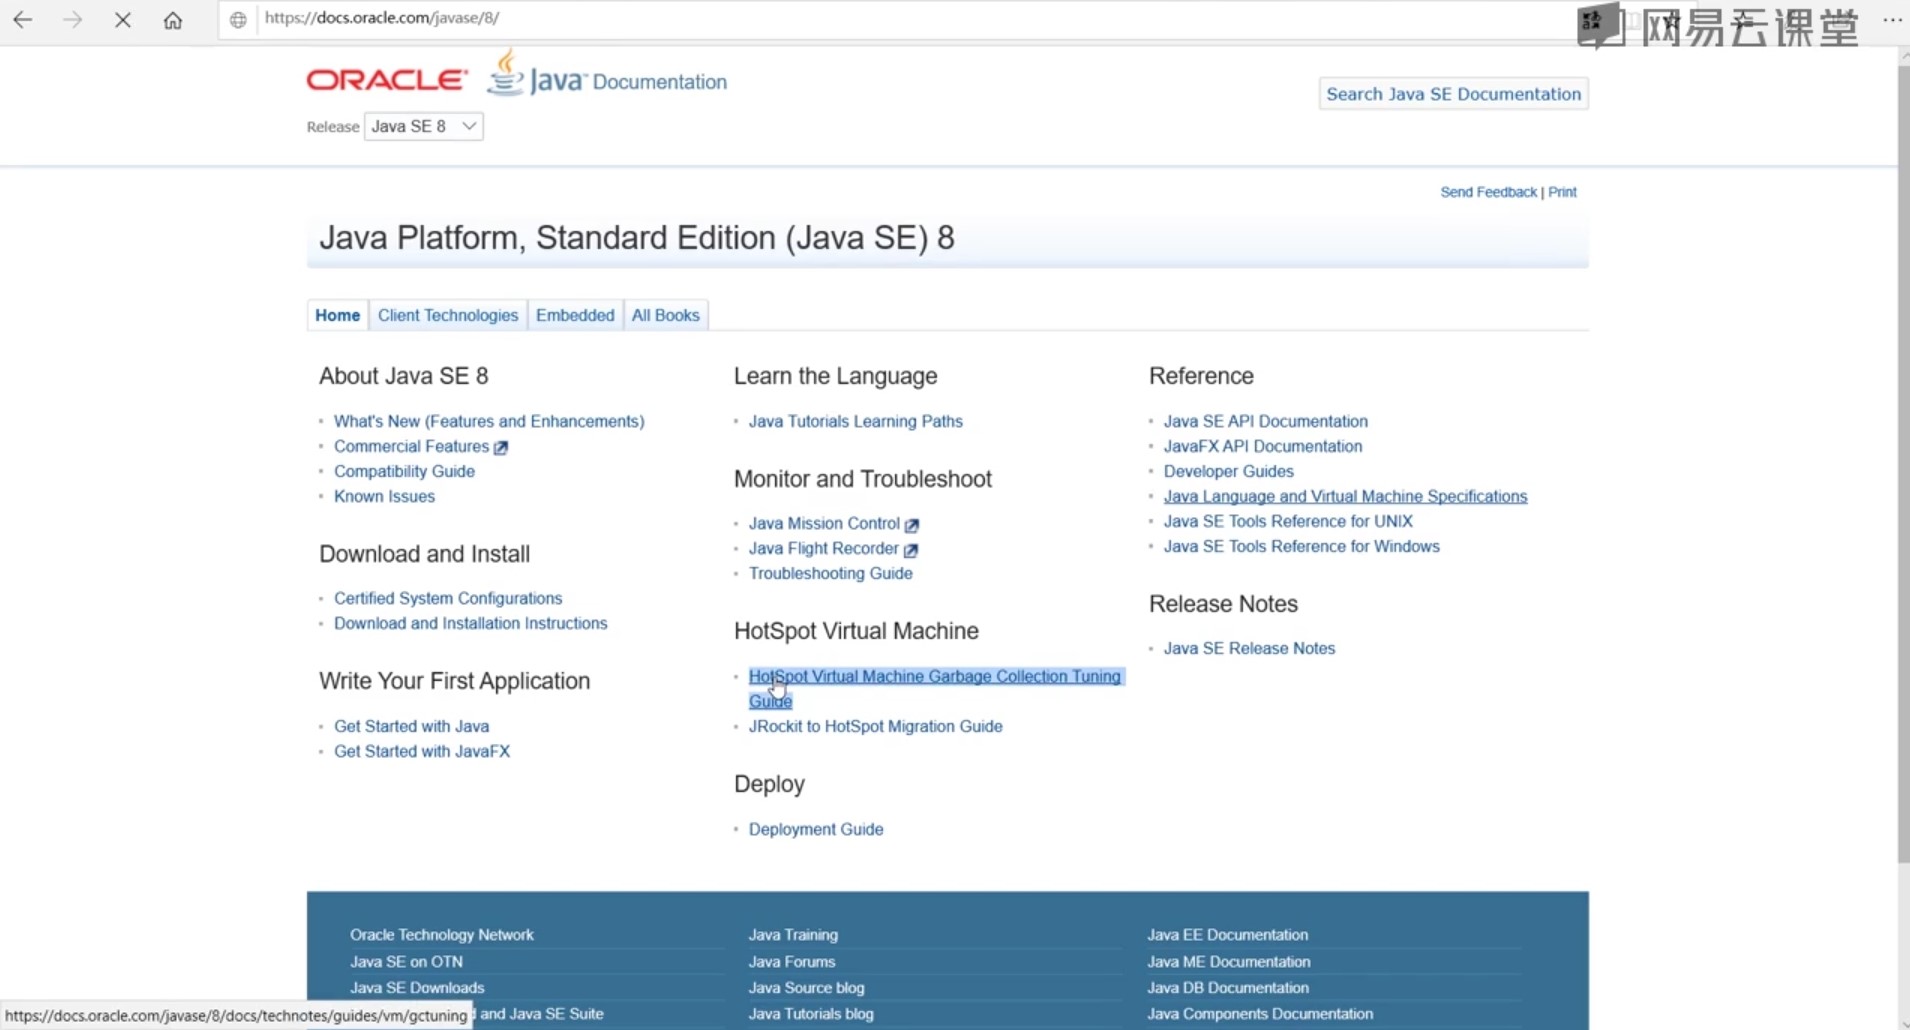 https://docs.oracle.com/javase/8/
网易云课堂
ORACLE Java Documentation
Search Java SE Documentation
Release Java SE 8
Send Feedback | Print
Java Platform, Standard Edition (Java SE) 8
Home Client Technologies Embedded All Books
About Java SE 8
What's New (Features and Enhancements)
Commercial Features
Compatibility Guide
Known Issues
Download and Install
Certified System Configurations
Download and Installation Instructions
Write Your First Application
Get Started with Java
Get Started with JavaFX
Learn the Language
Java Tutorials Learning Paths
Monitor and Troubleshoot
Java Mission Control
Java Flight Recorder
Troubleshooting Guide
HotSpot Virtual Machine
HotSpot Virtual Machine Garbage Collection Tuning
Guide
JRockit to HotSpot Migration Guide
Deploy
Deployment Guide
Reference
Java SE API Documentation
JavaFX API Documentation
Developer Guides
Java Language and Virtual Machine Specifications
Java SE Tools Reference for UNIX
Java SE Tools Reference for Windows
Release Notes
Java SE Release Notes
Oracle Technology Network
Java SE on OTN
Java SE Downloads
and Java SE Suite
Java Training
Java Forums
Java Source blog
Java Tutorials blog
Java EE Documentation
Java ME Documentation
Java DB Documentation
Java Components Documentation
https://docs.oracle.com/javase/8/docs/technotes/guides/vm/gctuning